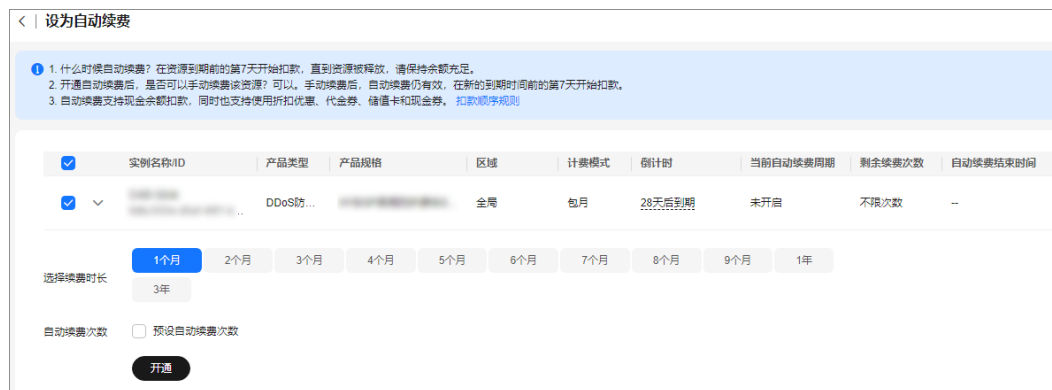 设为自动续费
1. 什么时候自动续费？在资源到期前的第7天开始扣款，直到资源被释放，请保持余额充足。
2. 开通自动续费后，是否可以手动续费该资源？可以。手动续费后，自动续费仍有效，在新的到期时间前的第7天开始扣款。
3. 自动续费支持现金余额扣款，同时也支持使用折扣优惠、代金券、储值卡和现金券。 扣款顺序规则
实例名称/ID 产品类型 产品规格 区域 计费模式 倒计时 当前自动续费周期 剩余续费次数 自动续费结束时间
DDoS防... 全局 包月 28天后到期 未开启 不限次数 --
选择续费时长 1个月 2个月 3个月 4个月 5个月 6个月 7个月 8个月 9个月 1年
3年
自动续费次数 预设自动续费次数
开通